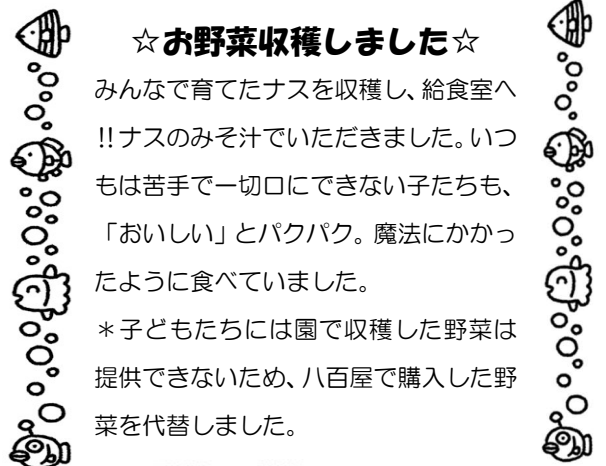 ☆お野菜収穫しました☆
みんなで育てたナスを収穫し、給食室へ
!!ナスのみそ汁でいただきました。いつ
もは苦手で一切口にできない子たちも、
「おいしい」とパクパク。魔法にかかっ
たように食べていました。
＊子どもたちには園で収穫した野菜は
提供できないため、八百屋で購入した野
菜を代替しました。